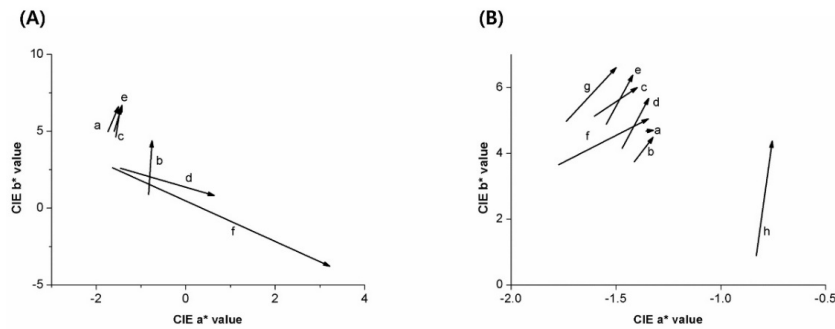 (A)
(B)
10
5
0
-5
CIE b* value
-2
0
2
4
CIE a* value
a
e
c
b
d
f
6
4
2
0
CIE b* value
-2.0
-1.5
-1.0
-0.5
CIE a* value
g
e
c
d
f
a
b
h